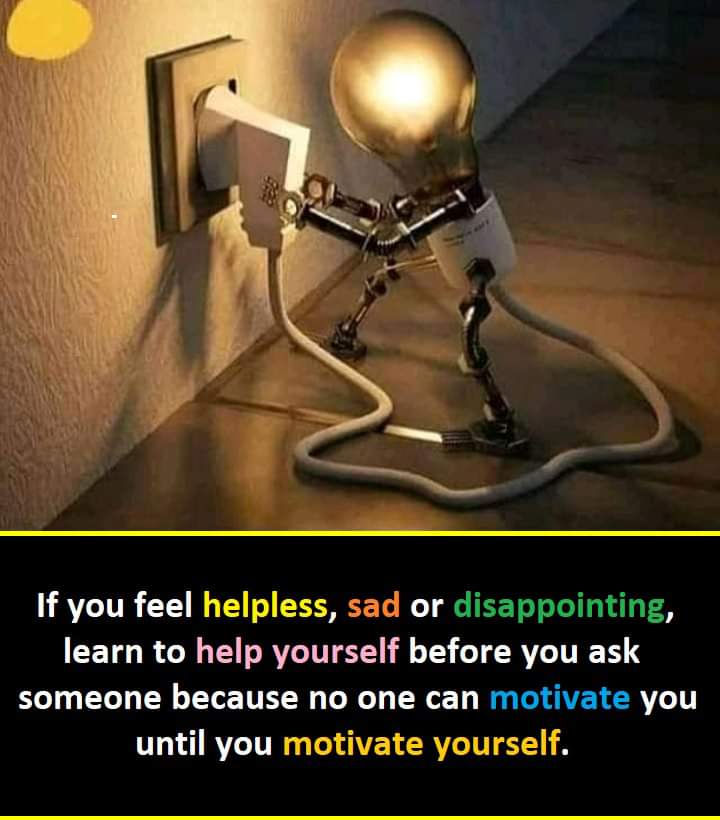 If you feel helpless, sad or disappointing,
learn to help yourself before you ask
someone because no one can motivate you
until you motivate yourself.